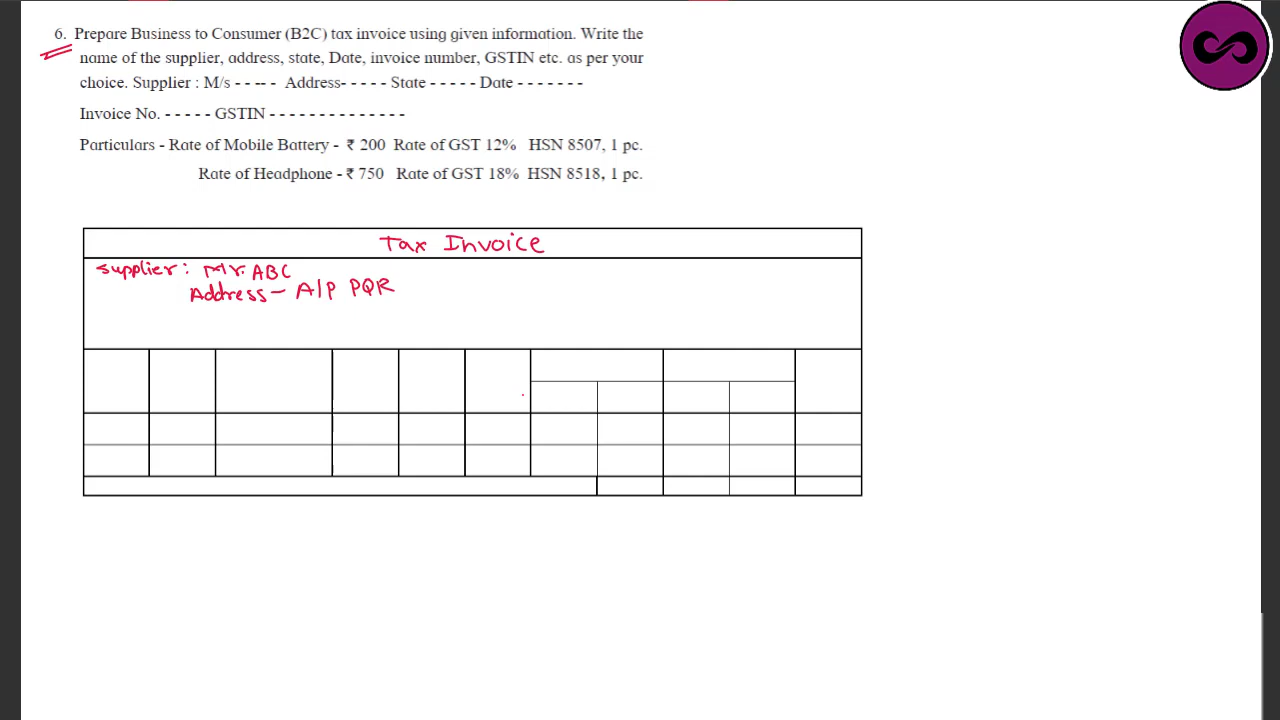 6. Prepare Business to Consumer (B2C) tax invoice using given information. Write the
name of the supplier, address, state, Date, invoice number, GSTIN etc. as per your
choice. Supplier : M/s - - -- - Address- - - - - State - - - - - Date - - - - - - -
Invoice No. - - - - - GSTIN - - - - - - - - - - - - - -
Particulars - Rate of Mobile Battery - ₹ 200 Rate of GST 12% HSN 8507, 1 pc.
Rate of Headphone - ₹ 750 Rate of GST 18% HSN 8518, 1 pc.
Tax Invoice
Supplier : Mr. ABC
Address - A/P PQR